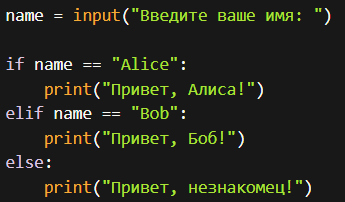 name = input("Введите ваше имя: ")

if name == "Alice":
    print("Привет, Алиса!")
elif name == "Bob":
    print("Привет, Боб!")
else:
    print("Привет, незнакомец!")